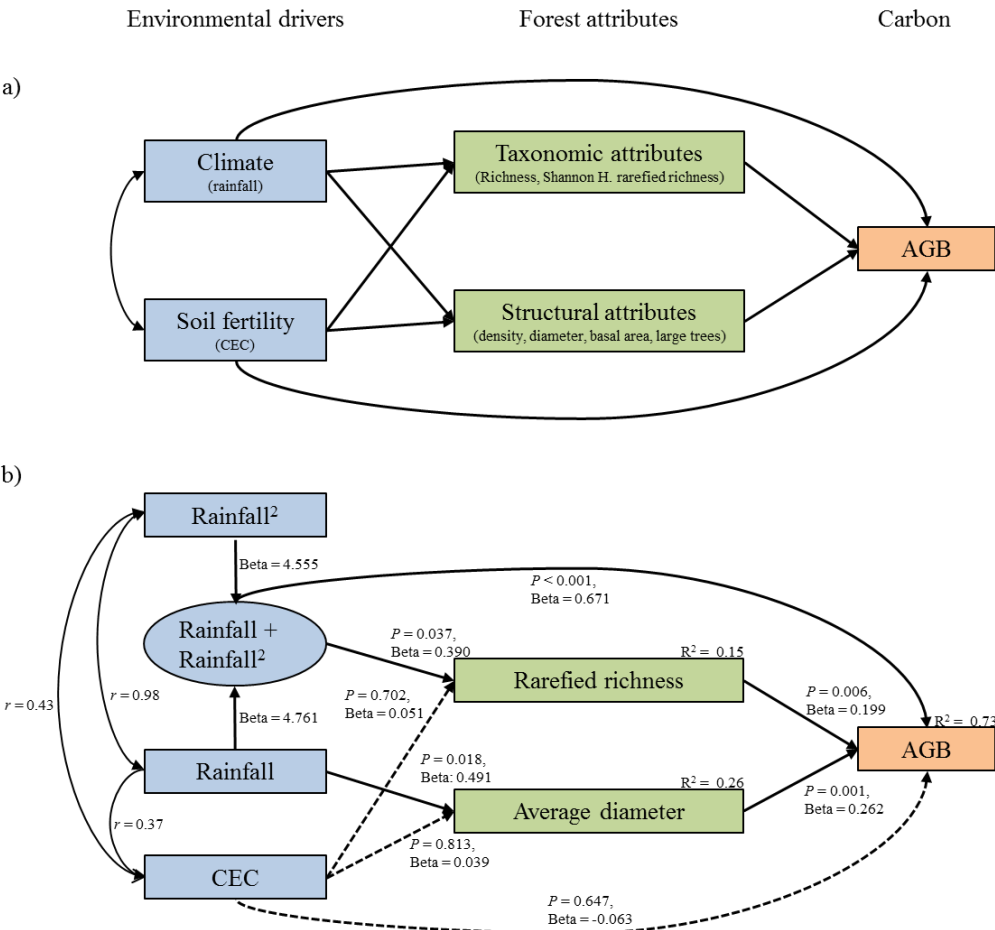 Environmental drivers
Forest attributes
Carbon
a)
Climate
(rainfall)
Taxonomic attributes
(Richness, Shannon H. rarefied richness)
AGB
Soil fertility
(CEC)
Structural attributes
(density, diameter, basal area, large trees)
b)
Rainfall²
Beta = 4.555
P < 0.001,
Beta = 0.671
Rainfall +
Rainfall²
P = 0.037,
Beta = 0.390
R² = 0.15
Rarefied richness
P = 0.702,
Beta = 0.051
r = 0.43
r = 0.98
Beta = 4.761
P = 0.006,
Beta = 0.199
R² = 0.73
AGB
Rainfall
P = 0.018,
Beta: 0.491
R² = 0.26
Average diameter
P = 0.001,
Beta = 0.262
r = 0.37
P = 0.813,
Beta = 0.039
CEC
P = 0.647,
Beta = -0.063